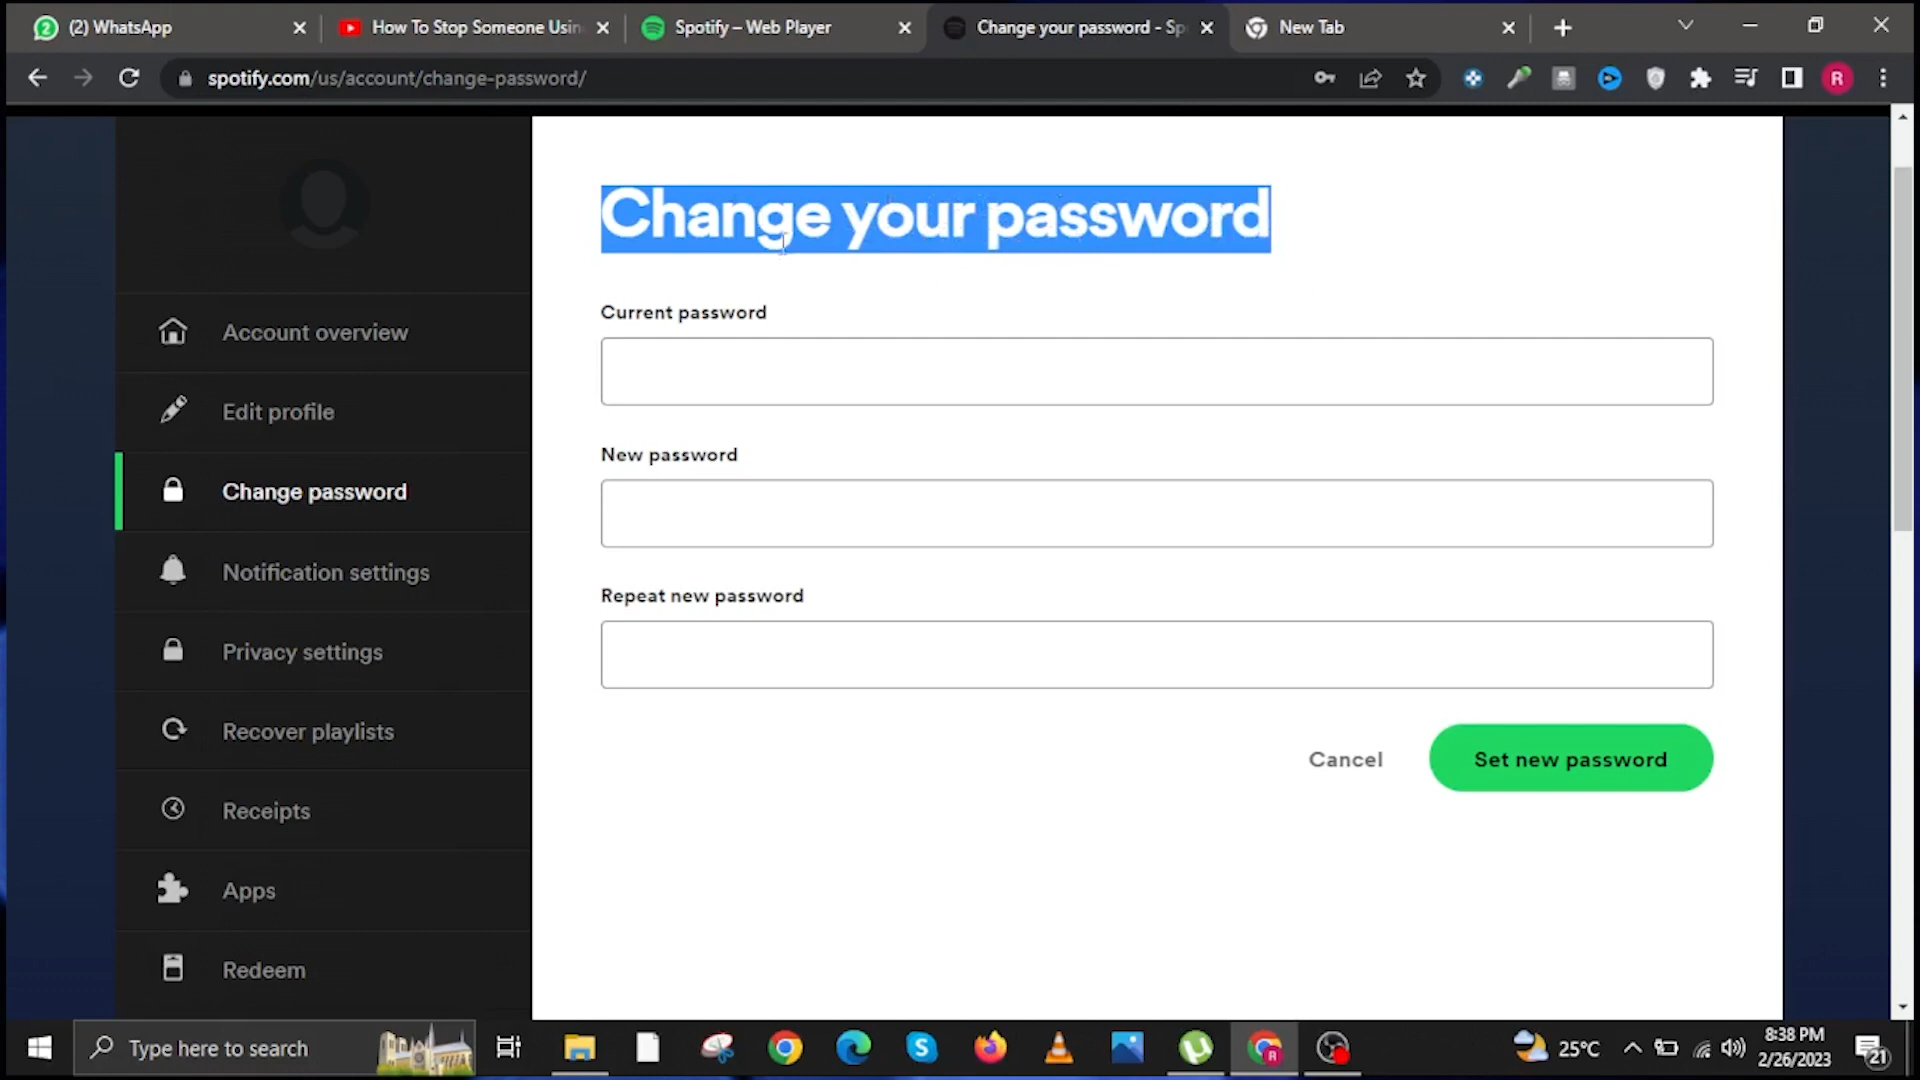 (2) WhatsApp
How To Stop Someone Usin
Spotify – Web Player
Change your password - Sp
New Tab
spotify.com/us/account/change-password/
R
Change your password
Current password
New password
Repeat new password
Cancel
Set new password
Account overview
Edit profile
Change password
Notification settings
Privacy settings
Recover playlists
Receipts
Apps
Redeem
Type here to search
25°C
8:38 PM
2/26/2023
21